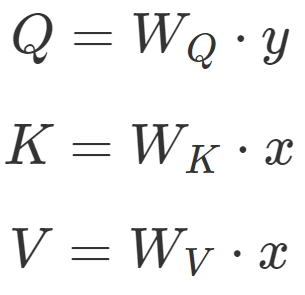 Q = W_Q · y
K = W_K · x
V = W_V · x